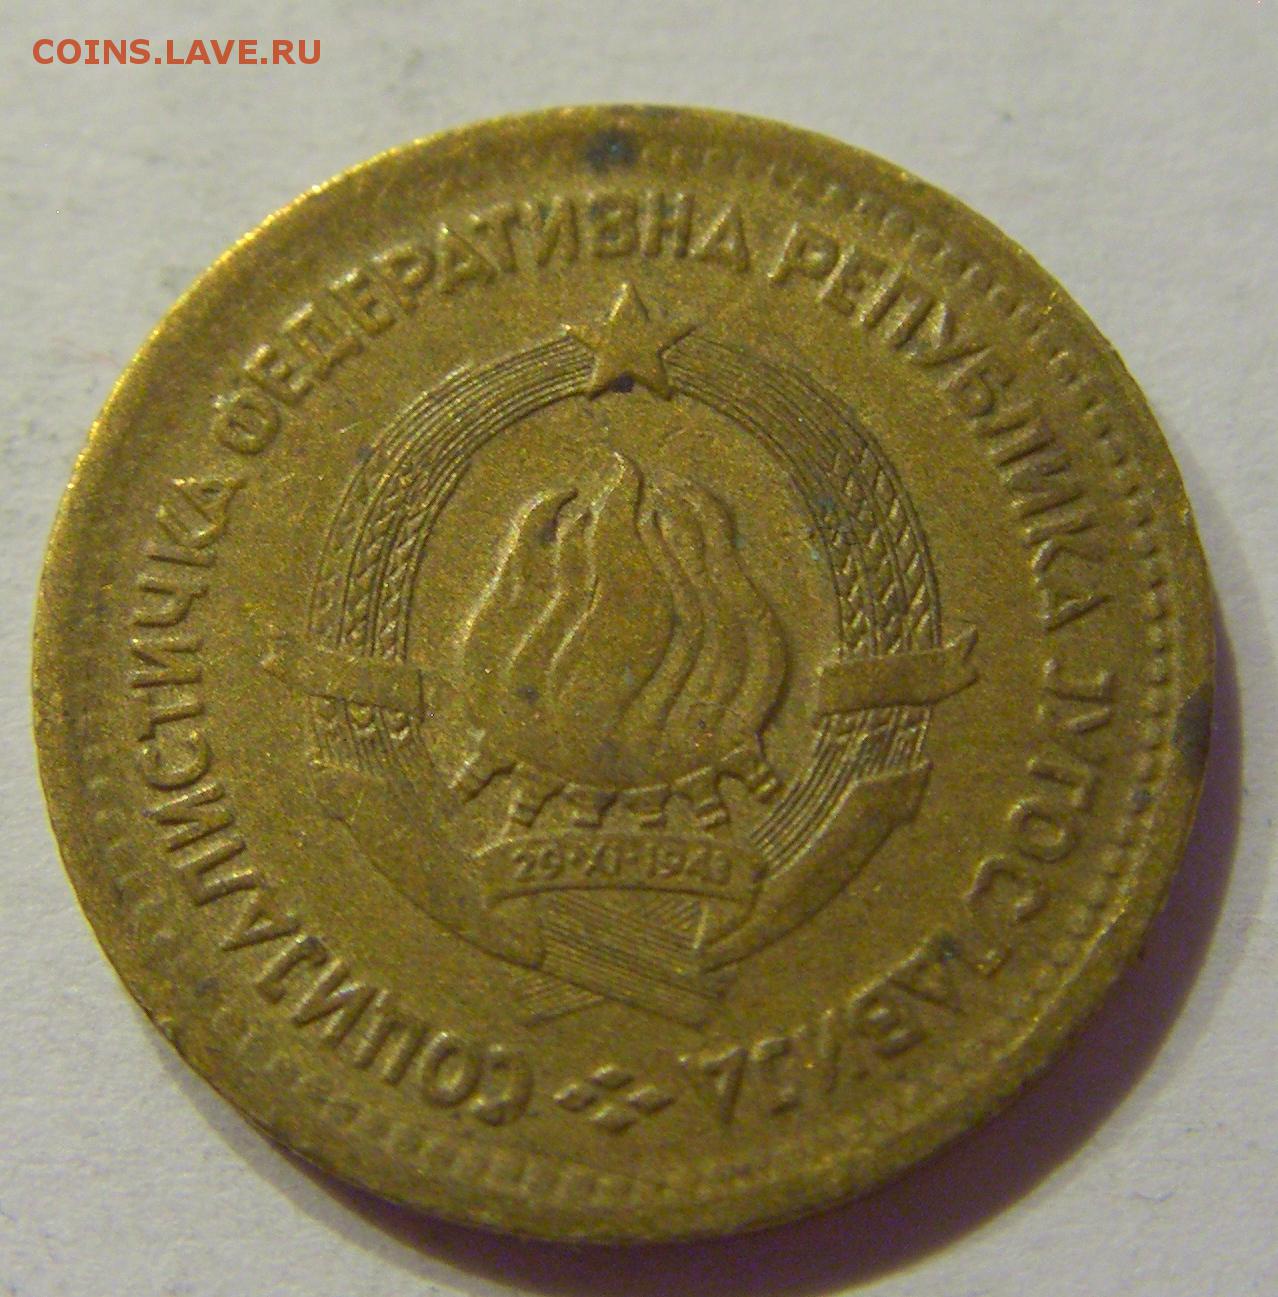 COINS.LAVE.RU
СОЦИЈАЛИСТИЧКА ФЕДЕРАТИВНА РЕПУБЛИКА ЈУГОСЛАВИЈА
29·XI·1943